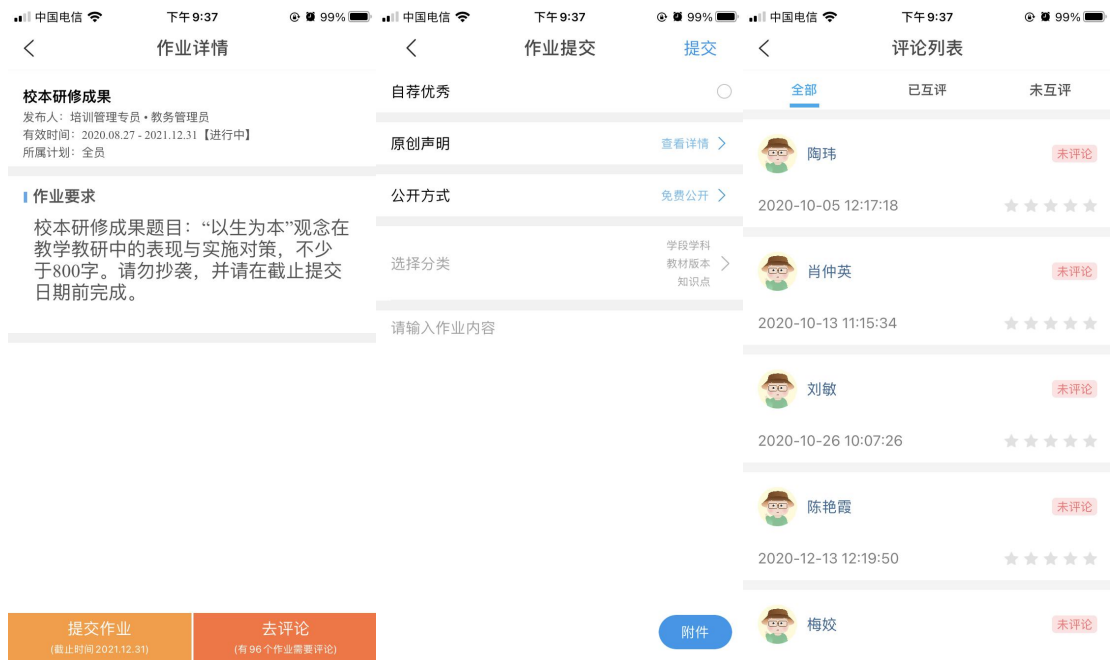 中国电信 下午9:37 99%
作业详情
校本研修成果
发布人：培训管理专员 • 教务管理员
有效时间：2020.08.27 - 2021.12.31【进行中】
所属计划：全员
作业要求
校本研修成果题目：“以生为本”观念在
教学教研中的表现与实施对策，不少
于800字。请勿抄袭，并请在截止提交
日期前完成。
提交作业
(截止时间2021.12.31)
去评论
(有96个作业需要评论)
中国电信 下午9:37 99%
作业提交 提交
自荐优秀
原创声明 查看详情
公开方式 免费公开
选择分类
学段学科
教材版本
知识点
请输入作业内容
附件
中国电信 下午9:37 99%
评论列表
全部 已互评 未互评
陶玮 未评论
2020-10-05 12:17:18
肖仲英 未评论
2020-10-13 11:15:34
刘敏 未评论
2020-10-26 10:07:26
陈艳霞 未评论
2020-12-13 12:19:50
梅姣 未评论